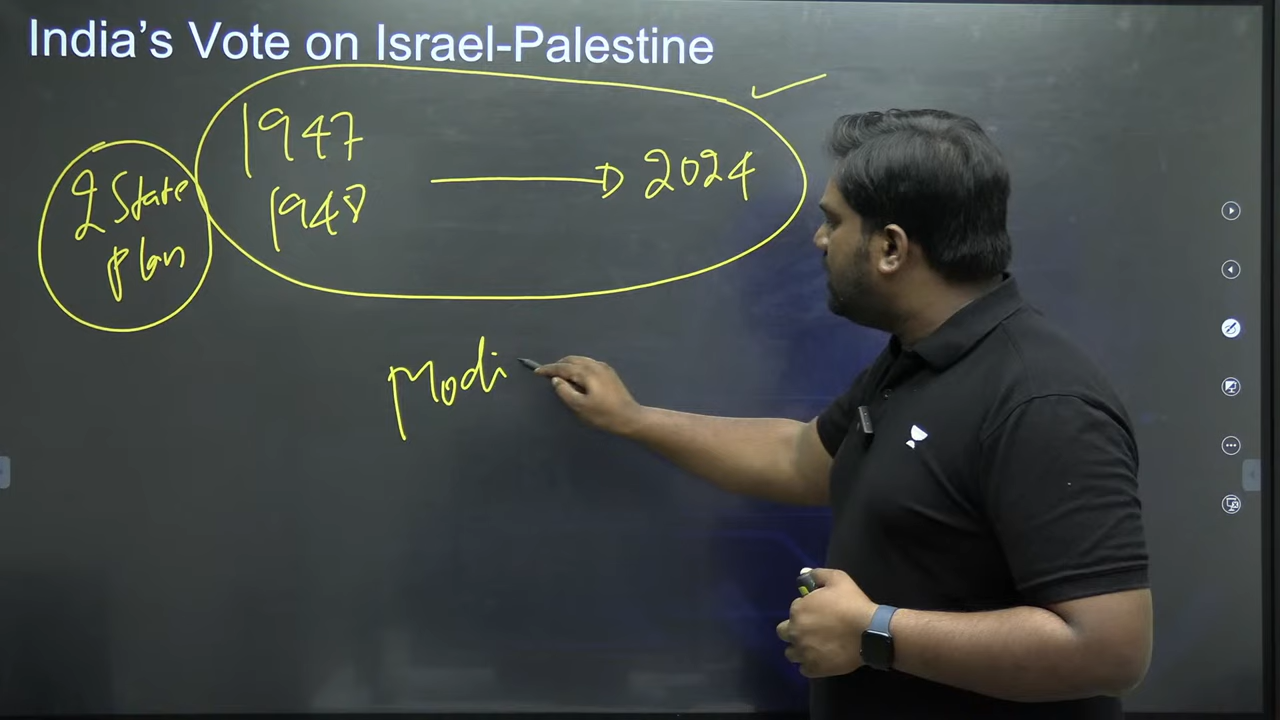 India's Vote on Israel-Palestine
1947
1948
2024
2 State
Plan
Modi